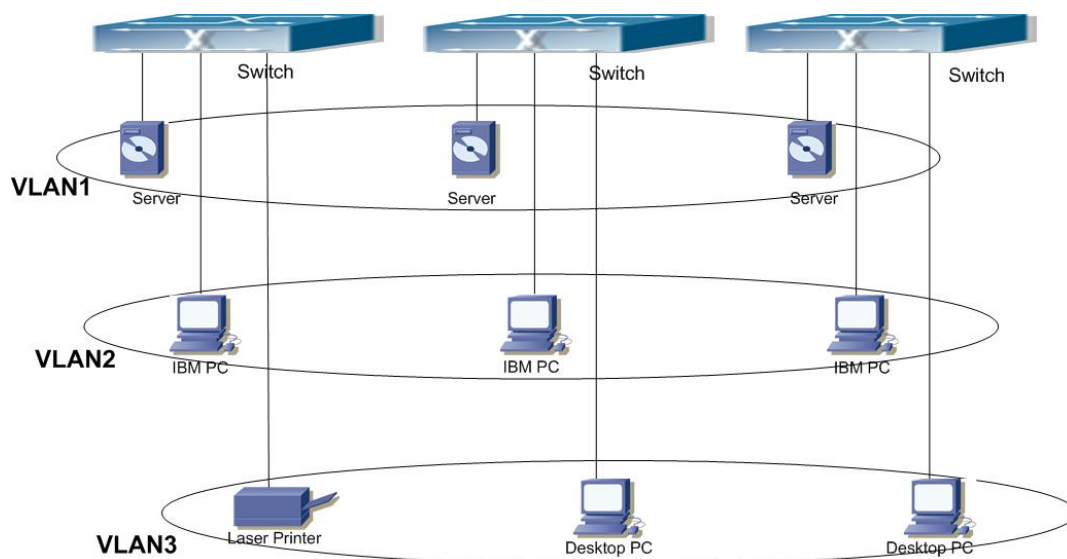 Switch
Switch
Switch
VLAN1
Server
Server
Server
VLAN2
IBM PC
IBM PC
IBM PC
VLAN3
Laser Printer
Desktop PC
Desktop PC